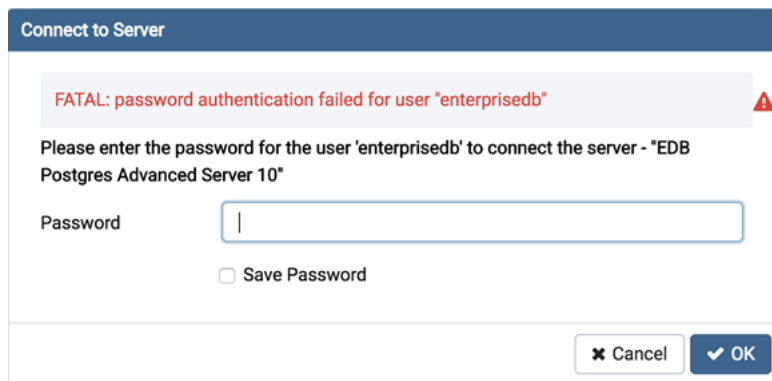 Connect to Server
FATAL: password authentication failed for user "enterprisedb"
Please enter the password for the user 'enterprisedb' to connect the server - "EDB
Postgres Advanced Server 10"
Password
Save Password
Cancel
OK